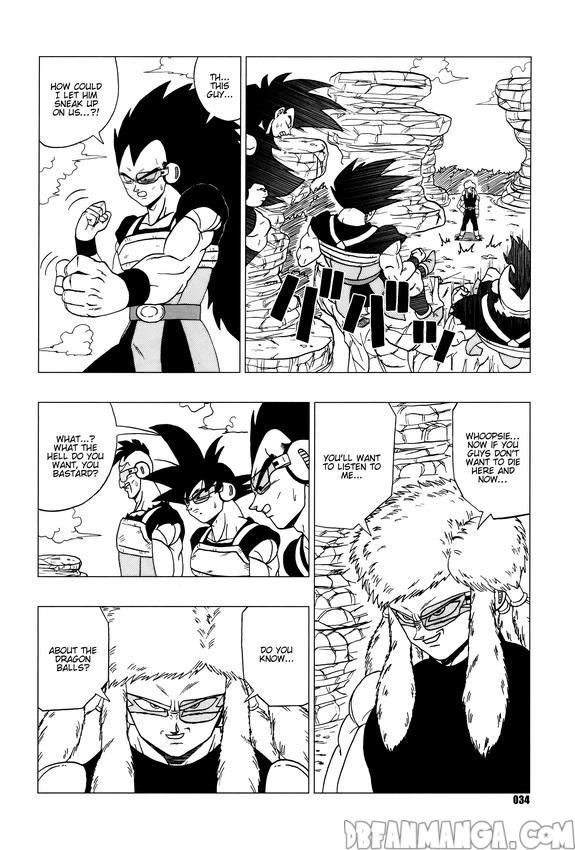 TH...
THIS
GUY...
HOW COULD
I LET HIM
SNEAK UP
ON US...?!
WHOOPSIE...
NOW IF YOU
GUYS DON'T
WANT TO DIE
HERE AND
NOW...
YOU'LL WANT
TO LISTEN TO
ME...
WHAT...?
WHAT THE
HELL DO YOU
WANT, YOU
BASTARD?
DO YOU
KNOW...
ABOUT THE
DRAGON
BALLS?
034
DBFANMANGA.COM